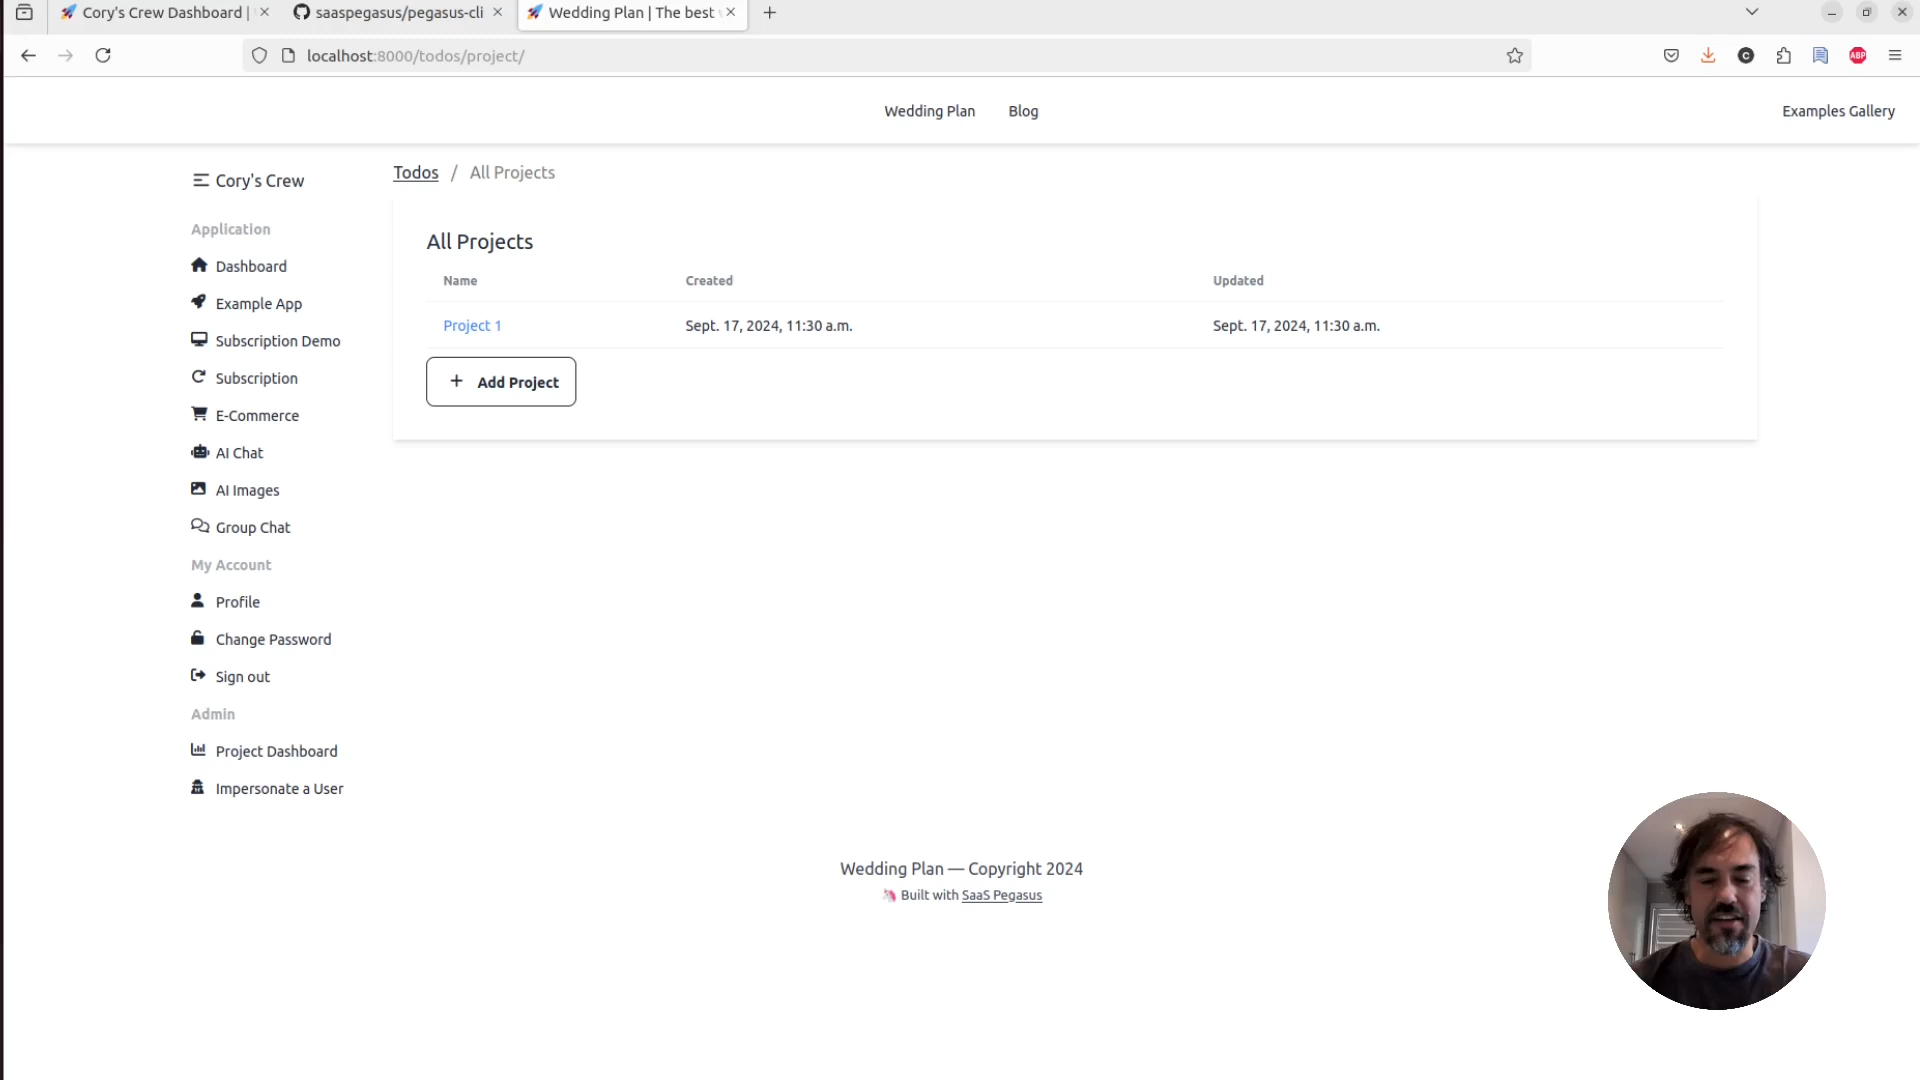 Cory's Crew Dashboard |
saaspegasus/pegasus-cli
Wedding Plan | The best
localhost:8000/todos/project/
ABP
Wedding Plan
Blog
Examples Gallery
Cory's Crew
Todos / All Projects
Application
Dashboard
Example App
Subscription Demo
Subscription
E-Commerce
AI Chat
AI Images
Group Chat
My Account
Profile
Change Password
Sign out
Admin
Project Dashboard
Impersonate a User
All Projects
Name Created Updated
Project 1 Sept. 17, 2024, 11:30 a.m. Sept. 17, 2024, 11:30 a.m.
+ Add Project
Wedding Plan — Copyright 2024
🦄 Built with SaaS Pegasus